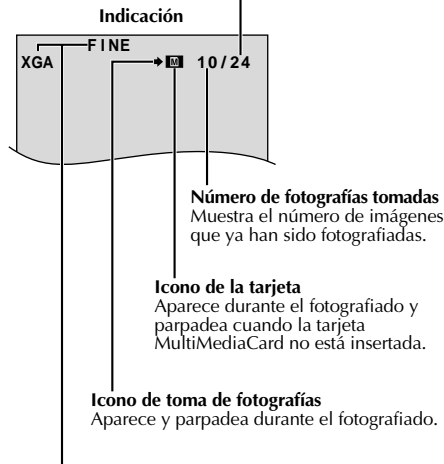 Indicación
FINE
XGA 10/24
M
Número de fotografías tomadas
Muestra el número de imágenes
que ya han sido fotografiadas.
Icono de la tarjeta
Aparece durante el fotografiado y
parpadea cuando la tarjeta
MultiMediaCard no está insertada.
Icono de toma de fotografías
Aparece y parpadea durante el fotografiado.